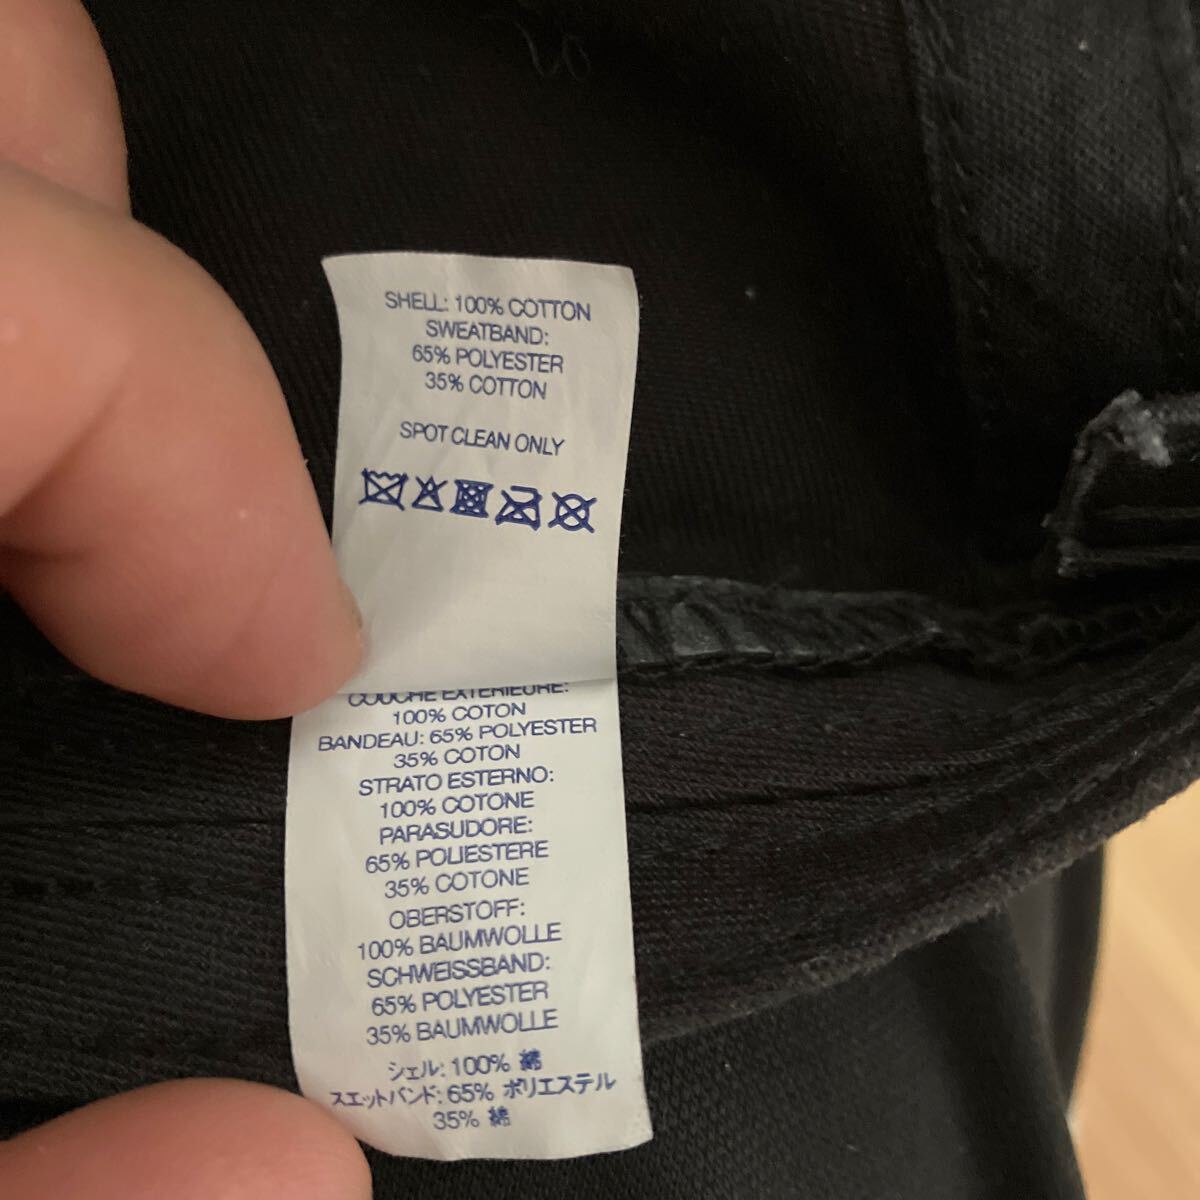 SHELL: 100% COTTON
SWEATBAND:
65% POLYESTER
35% COTTON
SPOT CLEAN ONLY
COUCHE EXTERIEURE:
100% COTON
BANDEAU: 65% POLYESTER
35% COTON
STRATO ESTERNO:
100% COTONE
PARASUDORE:
65% POLIESTERE
35% COTONE
OBERSTOFF:
100% BAUMWOLLE
SCHWEISSBAND:
65% POLYESTER
35% BAUMWOLLE
シェル: 100% 綿
スエットバンド: 65% ポリエステル
35% 綿